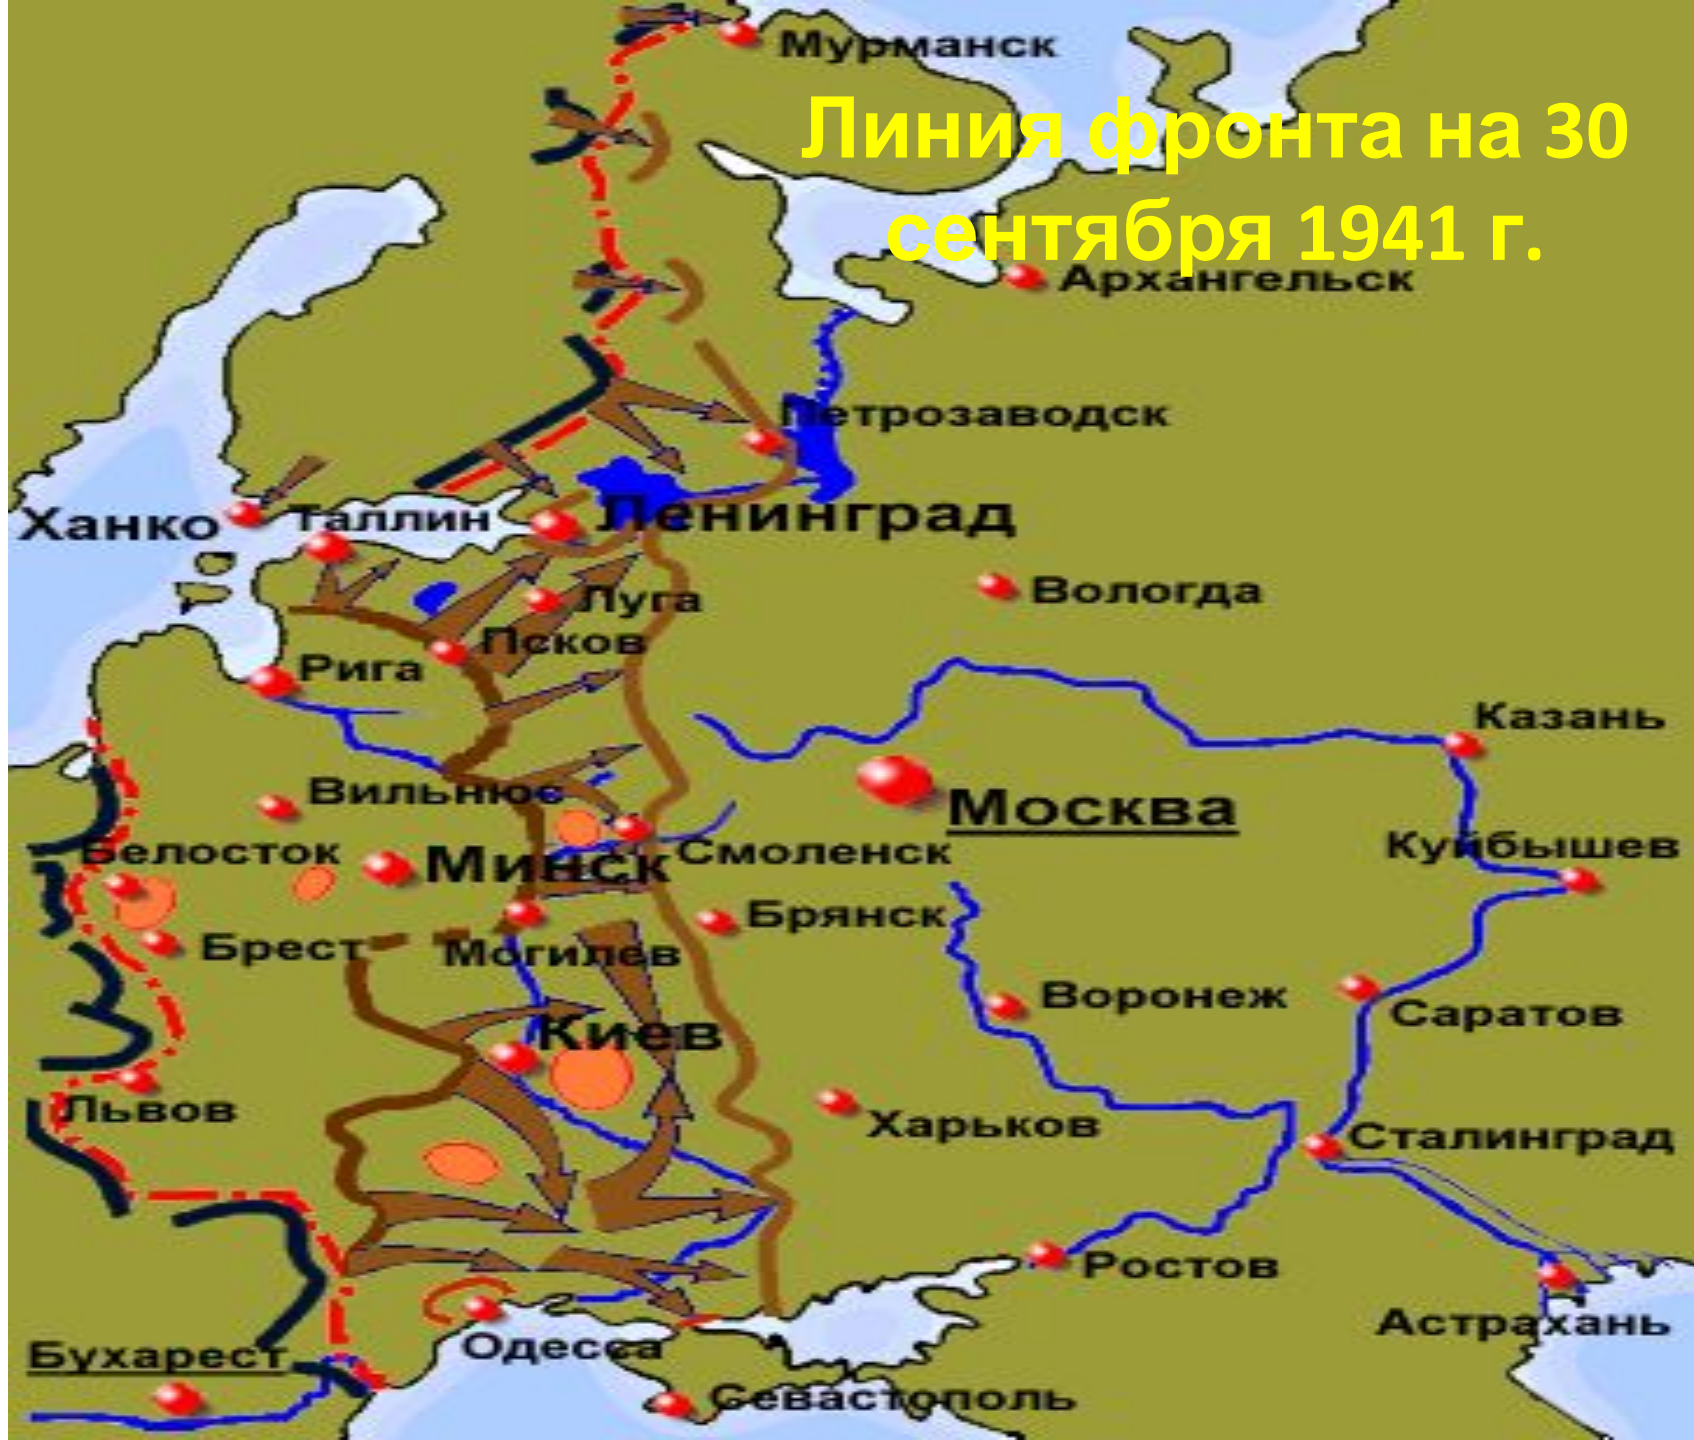 Мурманск
Линия фронта на 30
сентября 1941 г.
Архангельск
Петрозаводск
Ханко
Таллин
Ленинград
Вологда
Луга
Псков
Рига
Казань
Вильнюс
Москва
Белосток
Минск
Смоленск
Куйбышев
Брянск
Брест
Могилев
Воронеж
Саратов
Киев
Львов
Харьков
Сталинград
Ростов
Астрахань
Бухарест
Одесса
Севастополь